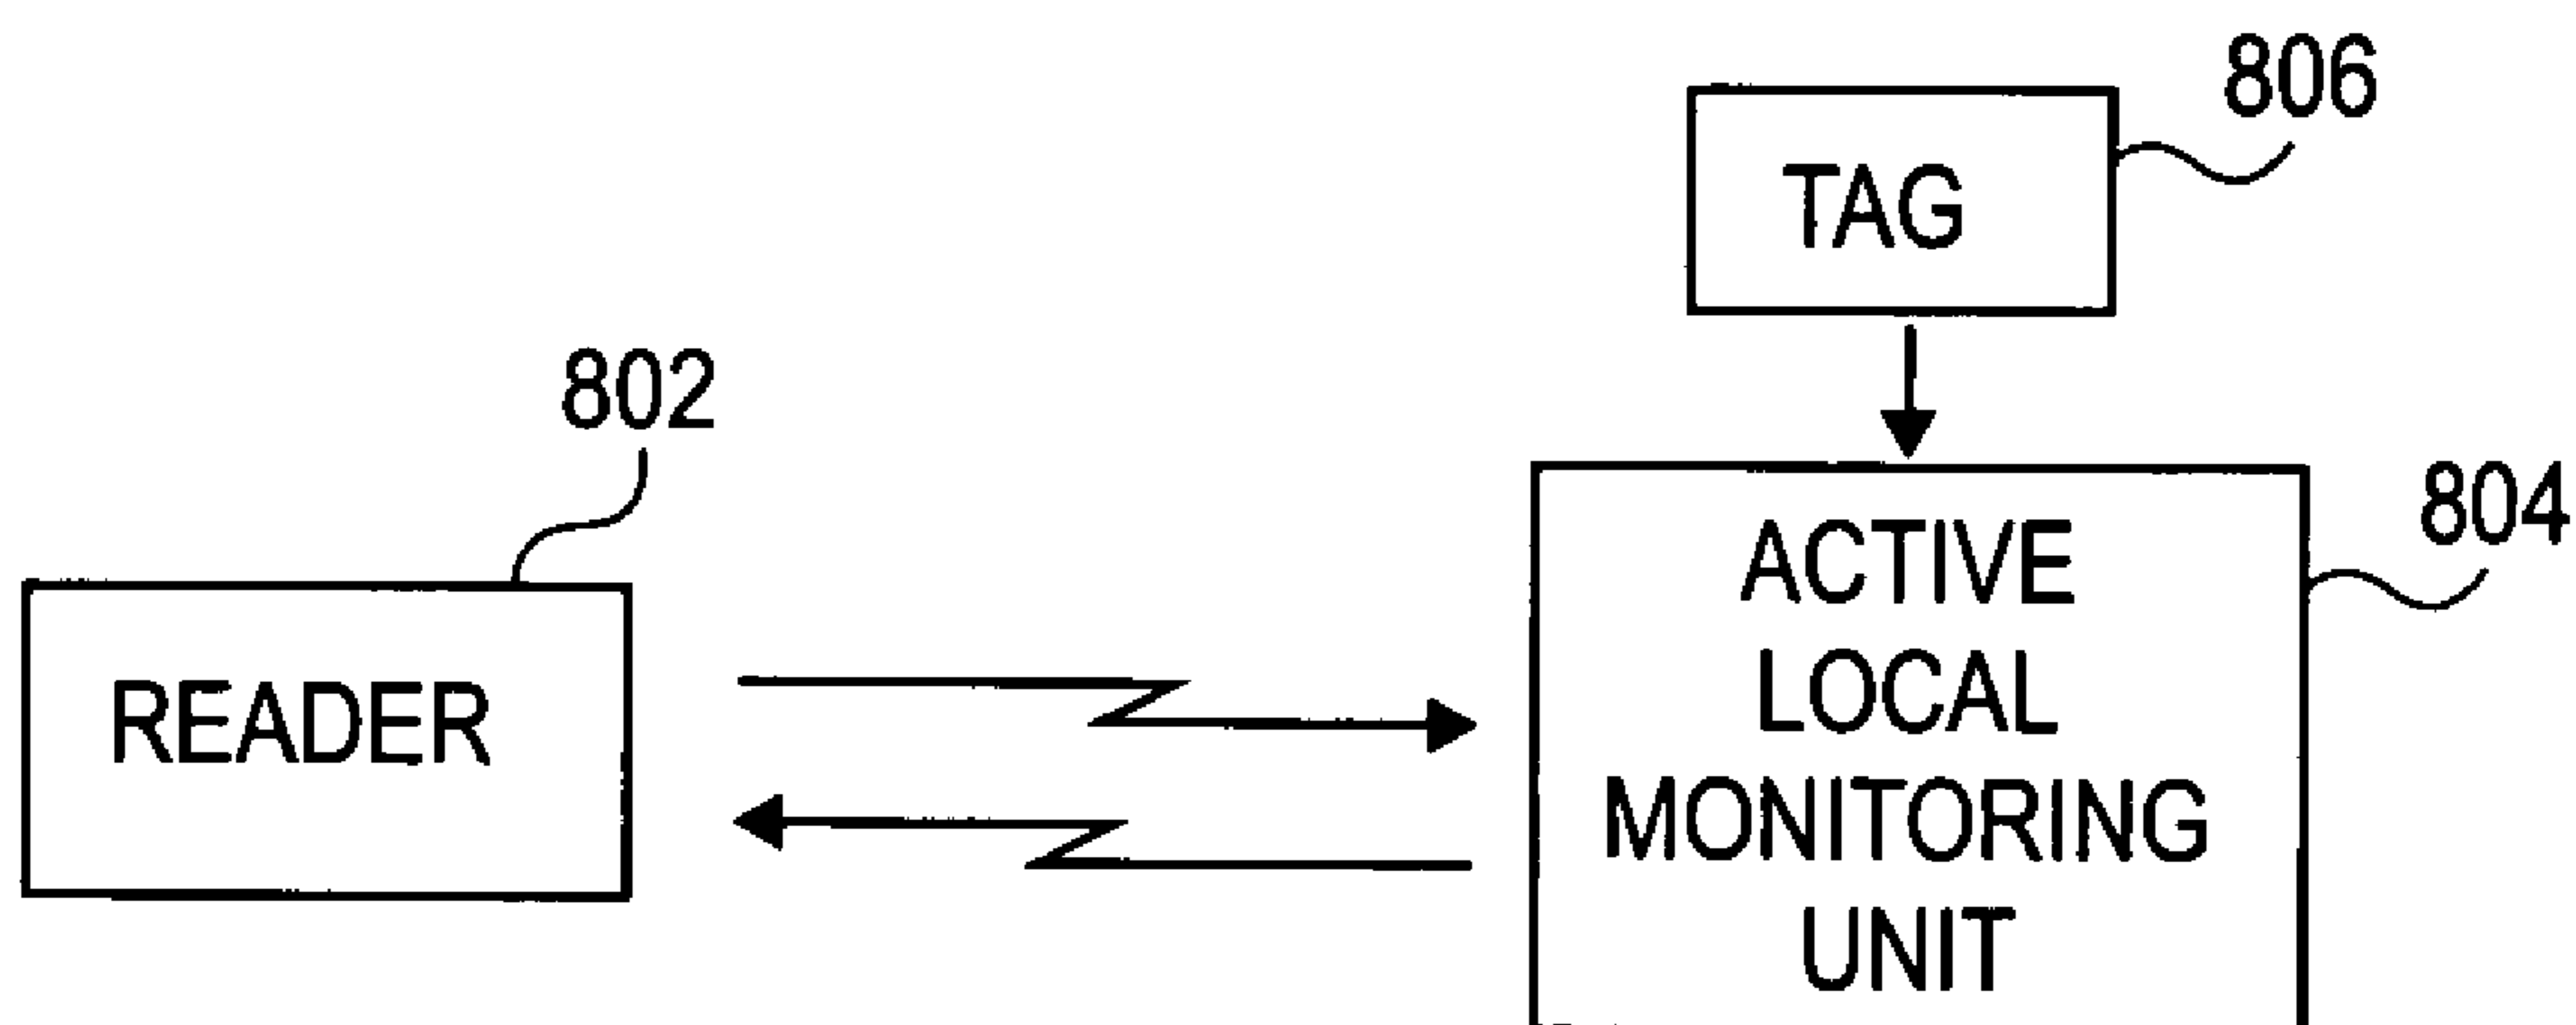 806
TAG
802
804
READER
ACTIVE
LOCAL
MONITORING
UNIT